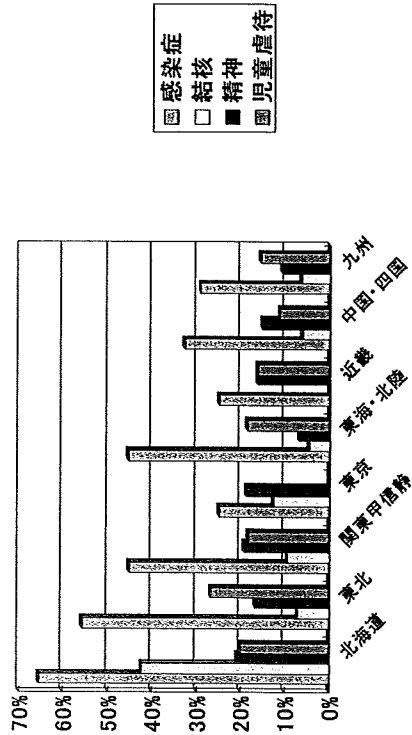 70%
60%
50%
40%
30%
20%
10%
0%
北海道
東北
関東甲信静
東京
東海・北陸
近畿
中国・四国
九州
感染症
結核
精神
児童虐待